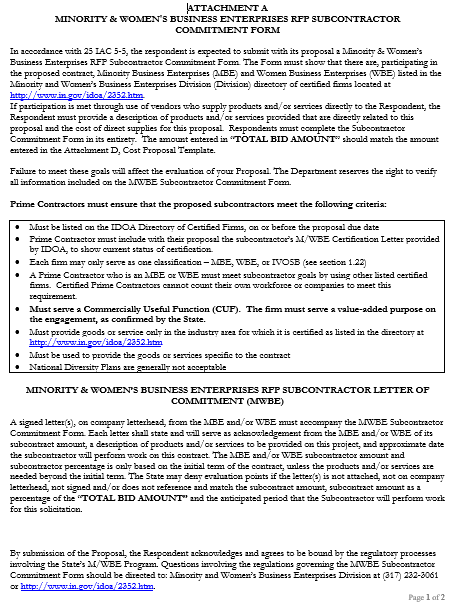 ATTACHMENT A
MINORITY & WOMEN'S BUSINESS ENTERPRISES RFP SUBCONTRACTOR
COMMITMENT FORM
In accordance with 25 IAC 5-5, the respondent is expected to submit with its proposal a Minority & Women's
Business Enterprises RFP Subcontractor Commitment Form. The Form must show that there are, participating in
the proposed contract, Minority Business Enterprises (MBE) and Women Business Enterprises (WBE) listed in the
Minority and Women's Business Enterprises Division (Division) directory of certified firms located at
http://www.in.gov/idoa/2352.htm.
If participation is met through use of vendors who supply products and/or services directly to the Respondent, the
Respondent must provide a description of products and/or services provided that are directly related to this
proposal and the cost of direct supplies for this proposal. Respondents must complete the Subcontractor
Commitment Form in its entirety. The amount entered in "TOTAL BID AMOUNT" should match the amount
entered in the Attachment D, Cost Proposal Template.
Failure to meet these goals will affect the evaluation of your Proposal. The Department reserves the right to verify
all information included on the MWBE Subcontractor Commitment Form.
Prime Contractors must ensure that the proposed subcontractors meet the following criteria:
• Must be listed on the IDOA Directory of Certified Firms, on or before the proposal due date
• Prime Contractor must include with their proposal the subcontractor's M/WBE Certification Letter provided
by IDOA, to show current status of certification.
• Each firm may only serve as one classification – MBE, WBE, or IVOSB (see section 1.22)
• A Prime Contractor who is an MBE or WBE must meet subcontractor goals by using other listed certified
firms. Certified Prime Contractors cannot count their own workforce or companies to meet this
requirement.
• Must serve a Commercially Useful Function (CUF). The firm must serve a value-added purpose on
the engagement, as confirmed by the State.
• Must provide goods or service only in the industry area for which it is certified as listed in the directory at
http://www.in.gov/idoa/2352.htm
• Must be used to provide the goods or services specific to the contract
• National Diversity Plans are generally not acceptable
MINORITY & WOMEN'S BUSINESS ENTERPRISES RFP SUBCONTRACTOR LETTER OF
COMMITMENT (MWBE)
A signed letter(s), on company letterhead, from the MBE and/or WBE must accompany the MWBE Subcontractor
Commitment Form. Each letter shall state and will serve as acknowledgement from the MBE and/or WBE of its
subcontract amount, a description of products and/or services to be provided on this project, and approximate date
the subcontractor will perform work on this contract. The MBE and/or WBE subcontractor amount and
subcontractor percentage is only based on the initial term of the contract, unless the products and/or services are
needed beyond the initial term. The State may deny evaluation points if the letter(s) is not attached, not on company
letterhead, not signed and/or does not reference and match the subcontract amount, subcontract amount as a
percentage of the "TOTAL BID AMOUNT" and the anticipated period that the Subcontractor will perform work
for this solicitation.
By submission of the Proposal, the Respondent acknowledges and agrees to be bound by the regulatory processes
involving the State's M/WBE Program. Questions involving the regulations governing the MWBE Subcontractor
Commitment Form should be directed to: Minority and Women's Business Enterprises Division at (317) 232-3061
or http://www.in.gov/idoa/2352.htm.
Page 1 of 2